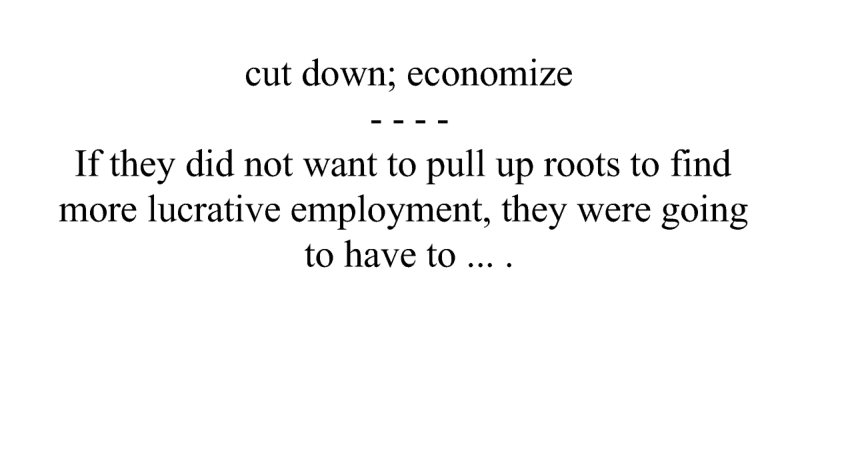 cut down; economize
- - - -
If they did not want to pull up roots to find
more lucrative employment, they were going
to have to ... .